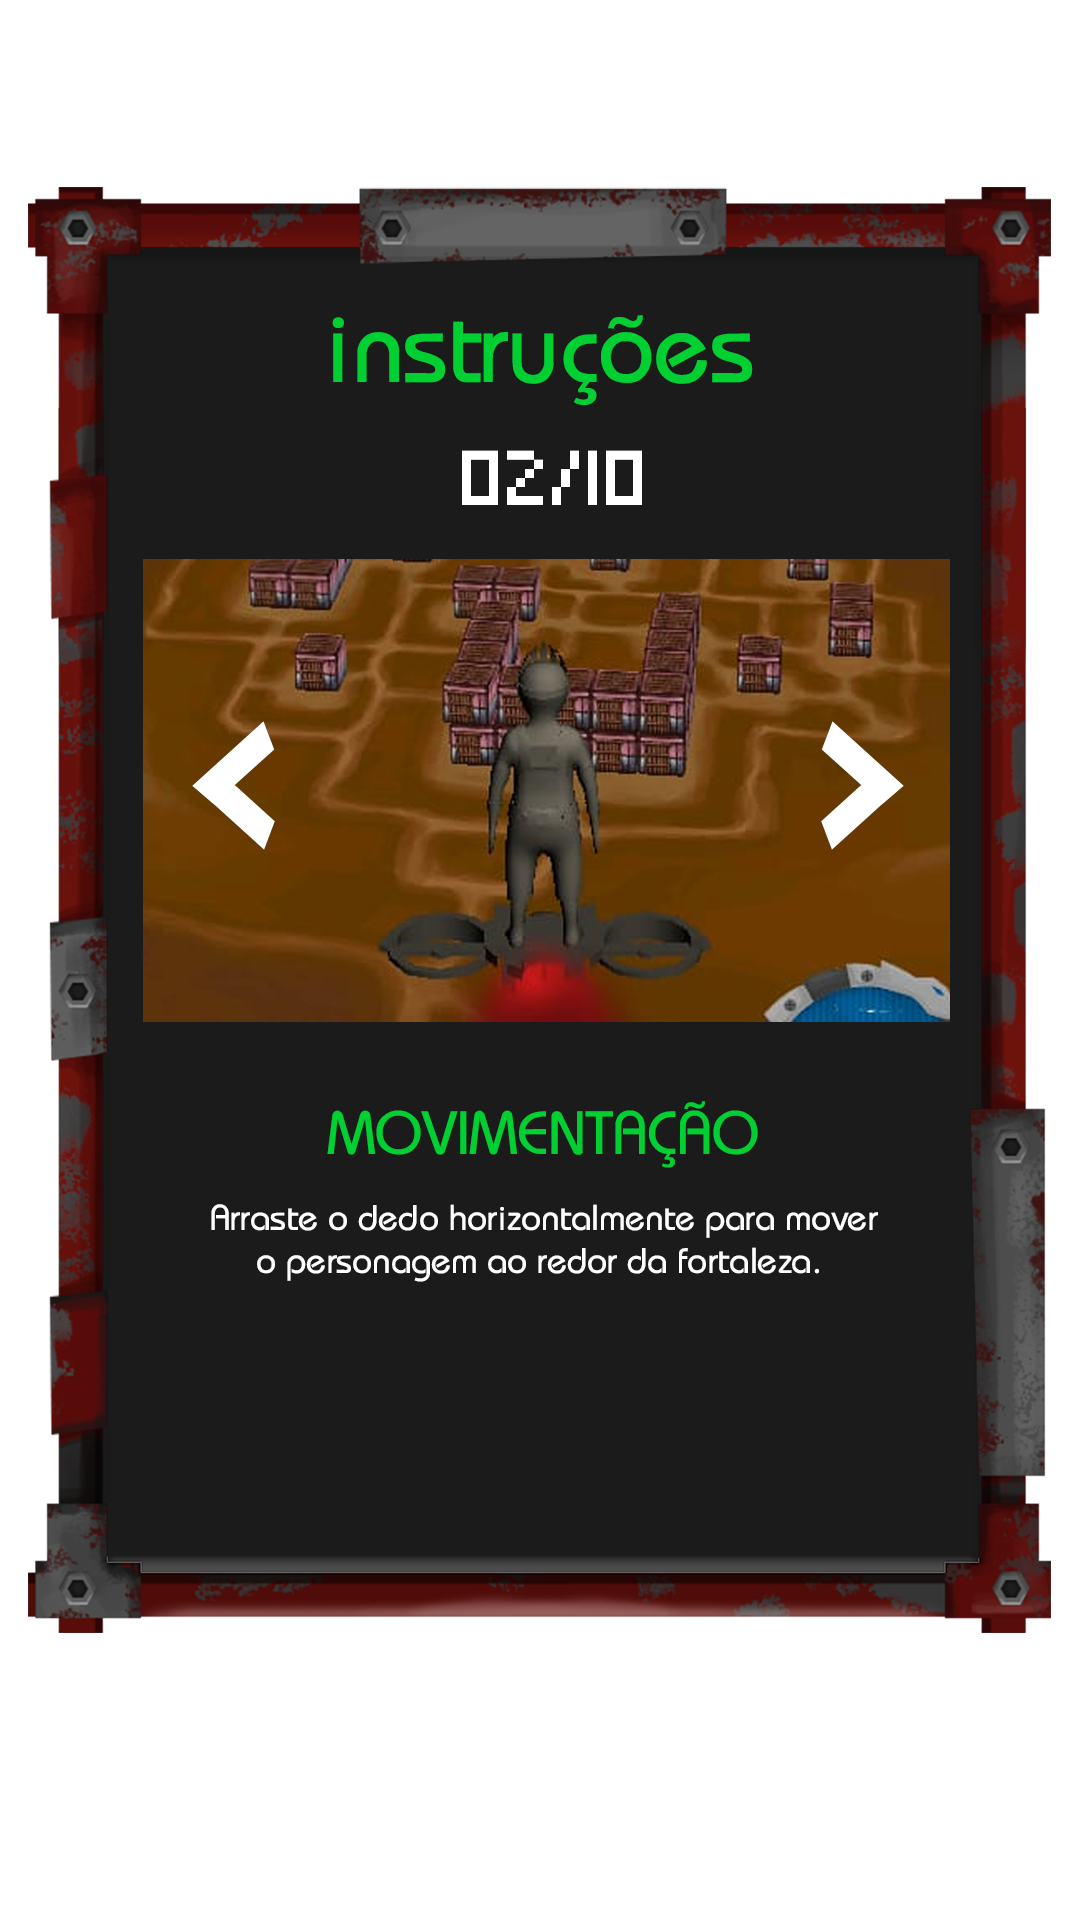 instruções
02/10
MOVIMENTAÇÃO
Arraste o dedo horizontalmente para mover
o personagem ao redor da fortaleza.